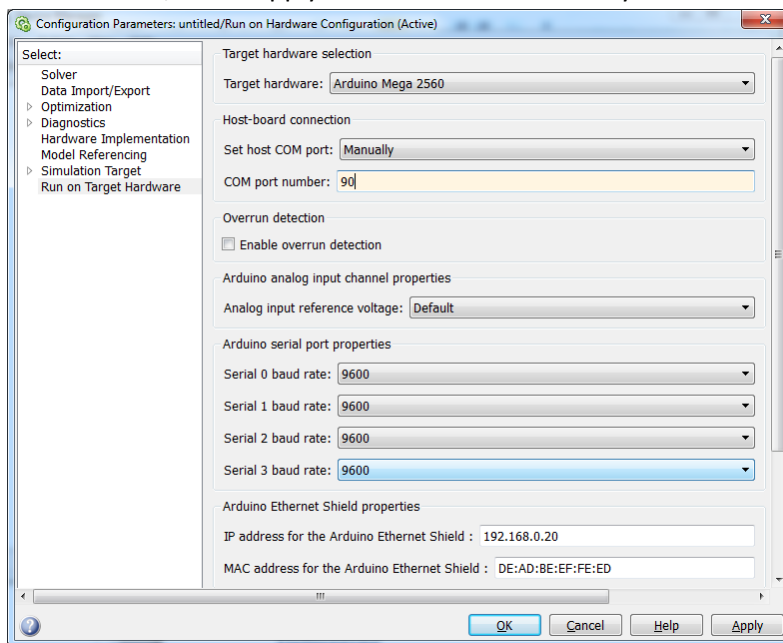 Configuration Parameters: untitled/Run on Hardware Configuration (Active)
Select:
Solver
Data Import/Export
Optimization
Diagnostics
Hardware Implementation
Model Referencing
Simulation Target
Run on Target Hardware
Target hardware selection
Target hardware: Arduino Mega 2560
Host-board connection
Set host COM port: Manually
COM port number: 90
Overrun detection
Enable overrun detection
Arduino analog input channel properties
Analog input reference voltage: Default
Arduino serial port properties
Serial 0 baud rate: 9600
Serial 1 baud rate: 9600
Serial 2 baud rate: 9600
Serial 3 baud rate: 9600
Arduino Ethernet Shield properties
IP address for the Arduino Ethernet Shield : 192.168.0.20
MAC address for the Arduino Ethernet Shield : DE:AD:BE:EF:FE:ED
OK Cancel Help Apply